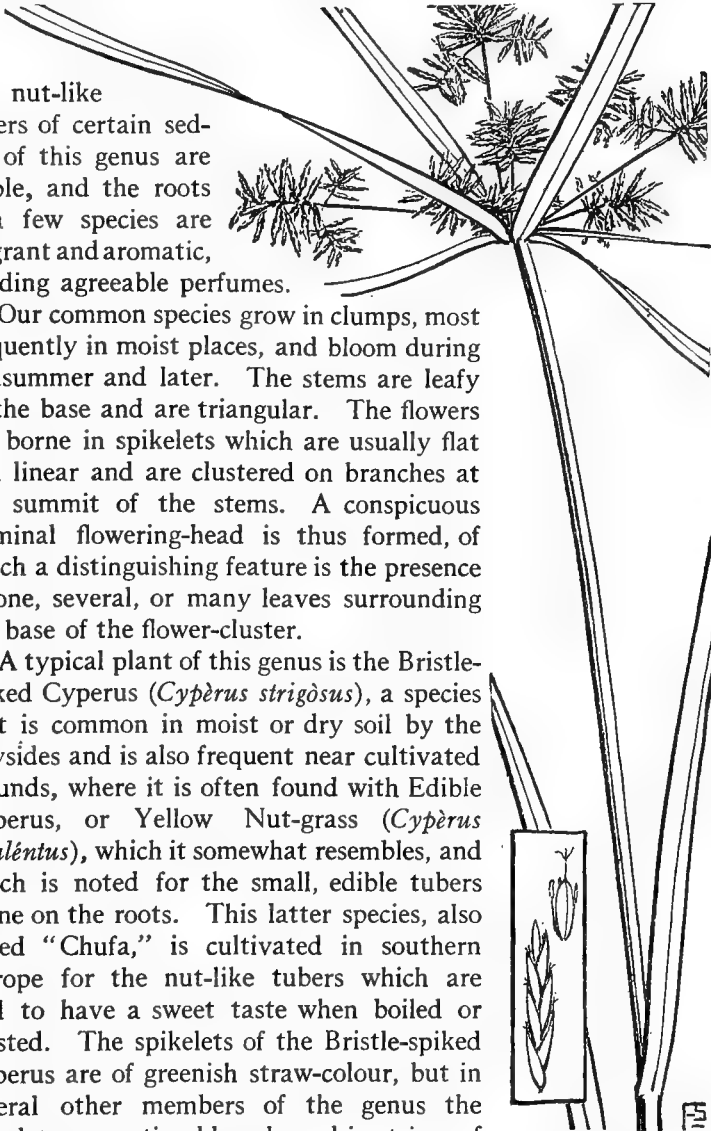 nut-like
ers of certain sed-
of this genus are
ole, and the roots
a few species are
grant and aromatic,
ding agreeable perfumes.
Our common species grow in clumps, most
quently in moist places, and bloom during
summer and later. The stems are leafy
the base and are triangular. The flowers
borne in spikelets which are usually flat
linear and are clustered on branches at
summit of the stems. A conspicuous
minal flowering-head is thus formed, of
ch a distinguishing feature is the presence
one, several, or many leaves surrounding
base of the flower-cluster.
A typical plant of this genus is the Bristle-
ked Cyperus (Cypèrus strigòsus), a species
t is common in moist or dry soil by the
ysides and is also frequent near cultivated
unds, where it is often found with Edible
perus, or Yellow Nut-grass (Cypèrus
uléntus), which it somewhat resembles, and
ch is noted for the small, edible tubers
ne on the roots. This latter species, also
ed "Chufa," is cultivated in southern
rope for the nut-like tubers which are
l to have a sweet taste when boiled or
sted. The spikelets of the Bristle-spiked
perus are of greenish straw-colour, but in
eral other members of the genus the